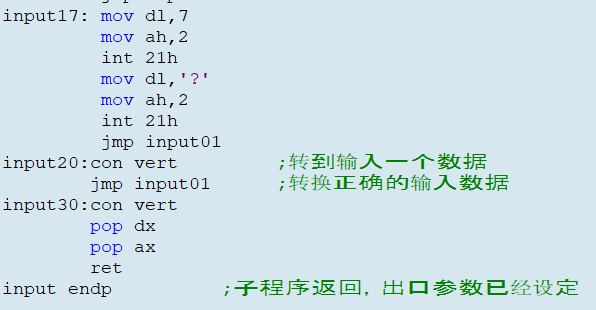 input17: mov dl,7
mov ah,2
int 21h
mov dl,'?'
mov ah,2
int 21h
jmp input01
input20:con vert ;转到输入一个数据
jmp input01 ;转换正确的输入数据
input30:con vert
pop dx
pop ax
ret
input endp ;子程序返回, 出口参数已经设定